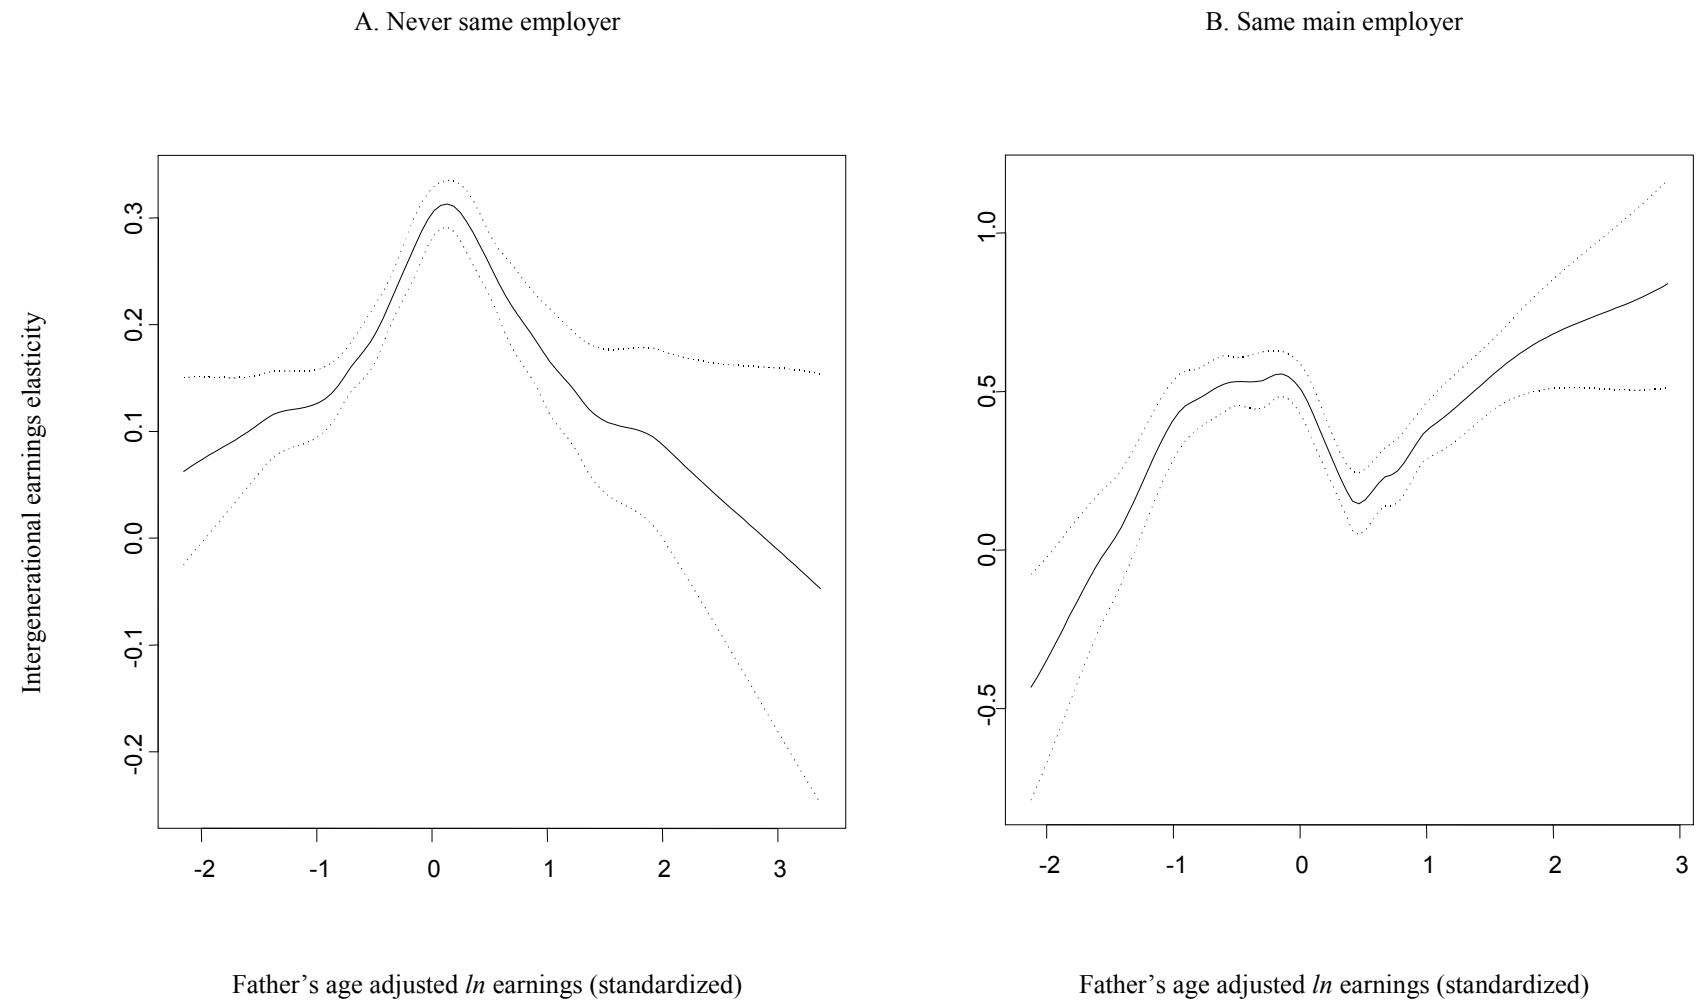 A. Never same employer
B. Same main employer
Intergenerational earnings elasticity
0.3
0.2
0.1
0.0
-0.1
-0.2
-2 -1 0 1 2 3
1.0
0.5
0.0
-0.5
-2 -1 0 1 2 3
Father’s age adjusted ln earnings (standardized)
Father’s age adjusted ln earnings (standardized)